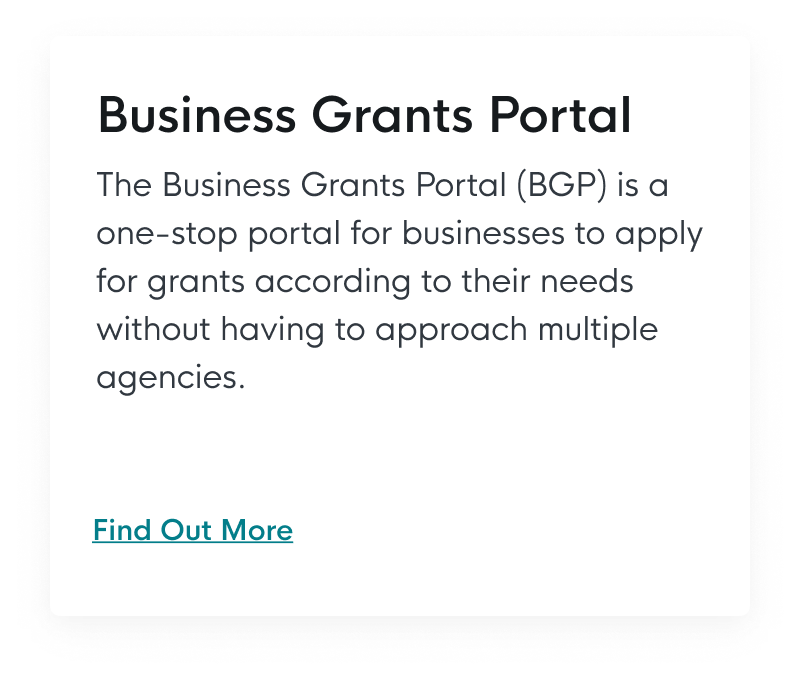 Business Grants Portal
The Business Grants Portal (BGP) is a
one-stop portal for businesses to apply
for grants according to their needs
without having to approach multiple
agencies.
Find Out More